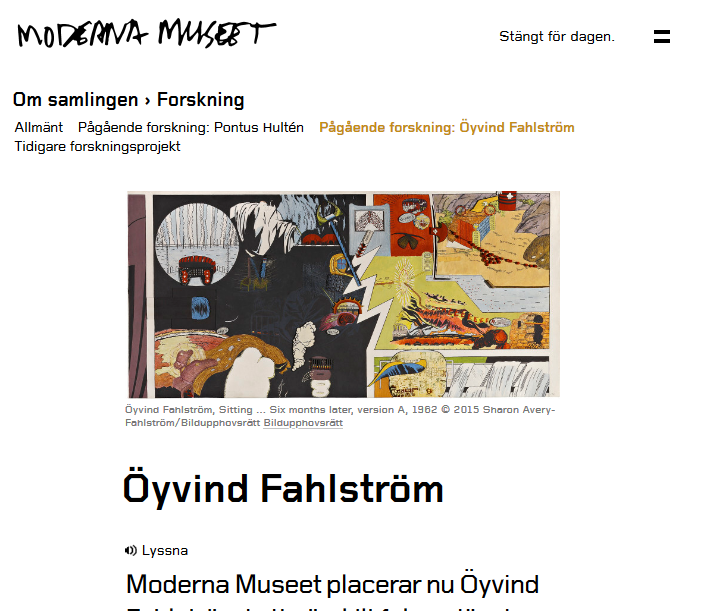 MODERNA MUSEET
Stängt för dagen.
Om samlingen › Forskning
Allmänt Pågående forskning: Pontus Hultén Pågående forskning: Öyvind Fahlström
Tidigare forskningsprojekt
Öyvind Fahlström, Sitting ... Six months later, version A, 1962 © 2015 Sharon Avery-
Fahlström/Bildupphovsrätt Bildupphovsrätt
Öyvind Fahlström
Lyssna
Moderna Museet placerar nu Öyvind